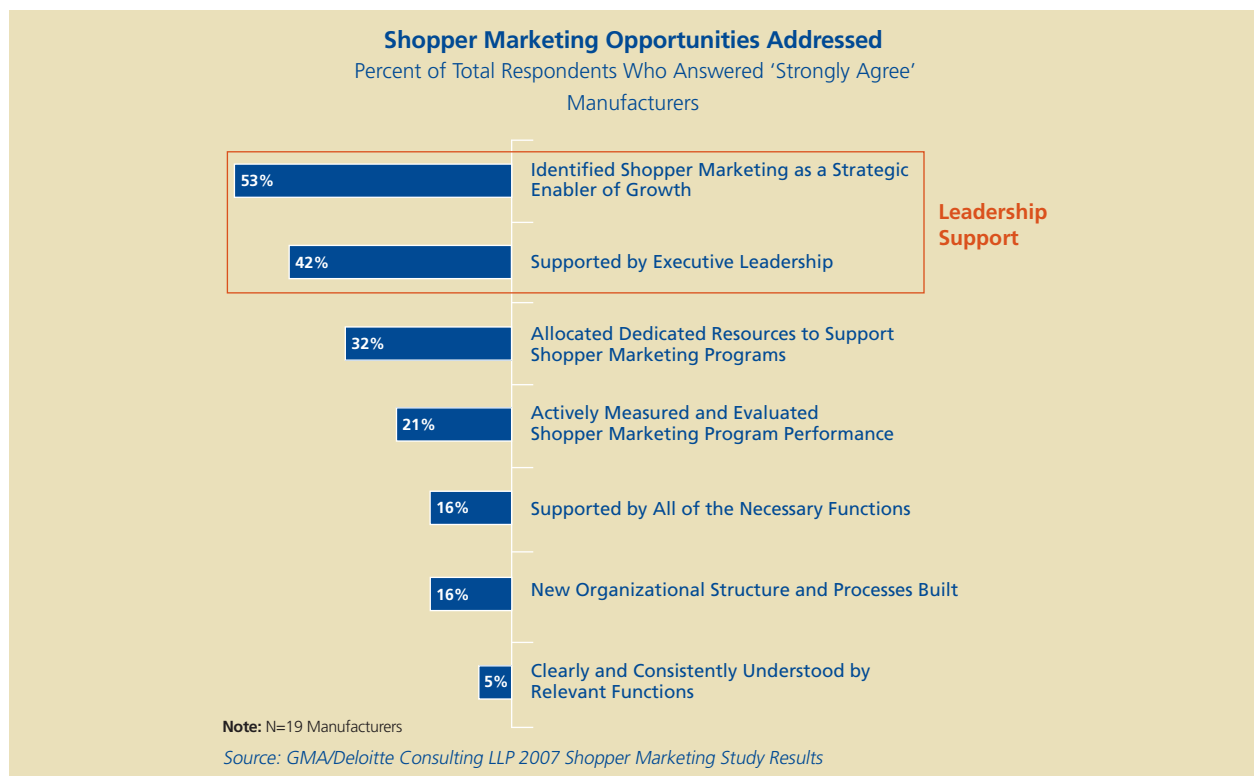 Shopper Marketing Opportunities Addressed
Percent of Total Respondents Who Answered ‘Strongly Agree’
Manufacturers
53%
Identified Shopper Marketing as a Strategic
Enabler of Growth
Leadership
Support
42%
Supported by Executive Leadership
32%
Allocated Dedicated Resources to Support
Shopper Marketing Programs
21%
Actively Measured and Evaluated
Shopper Marketing Program Performance
16%
Supported by All of the Necessary Functions
16%
New Organizational Structure and Processes Built
5%
Clearly and Consistently Understood by
Relevant Functions
Note: N=19 Manufacturers
Source: GMA/Deloitte Consulting LLP 2007 Shopper Marketing Study Results